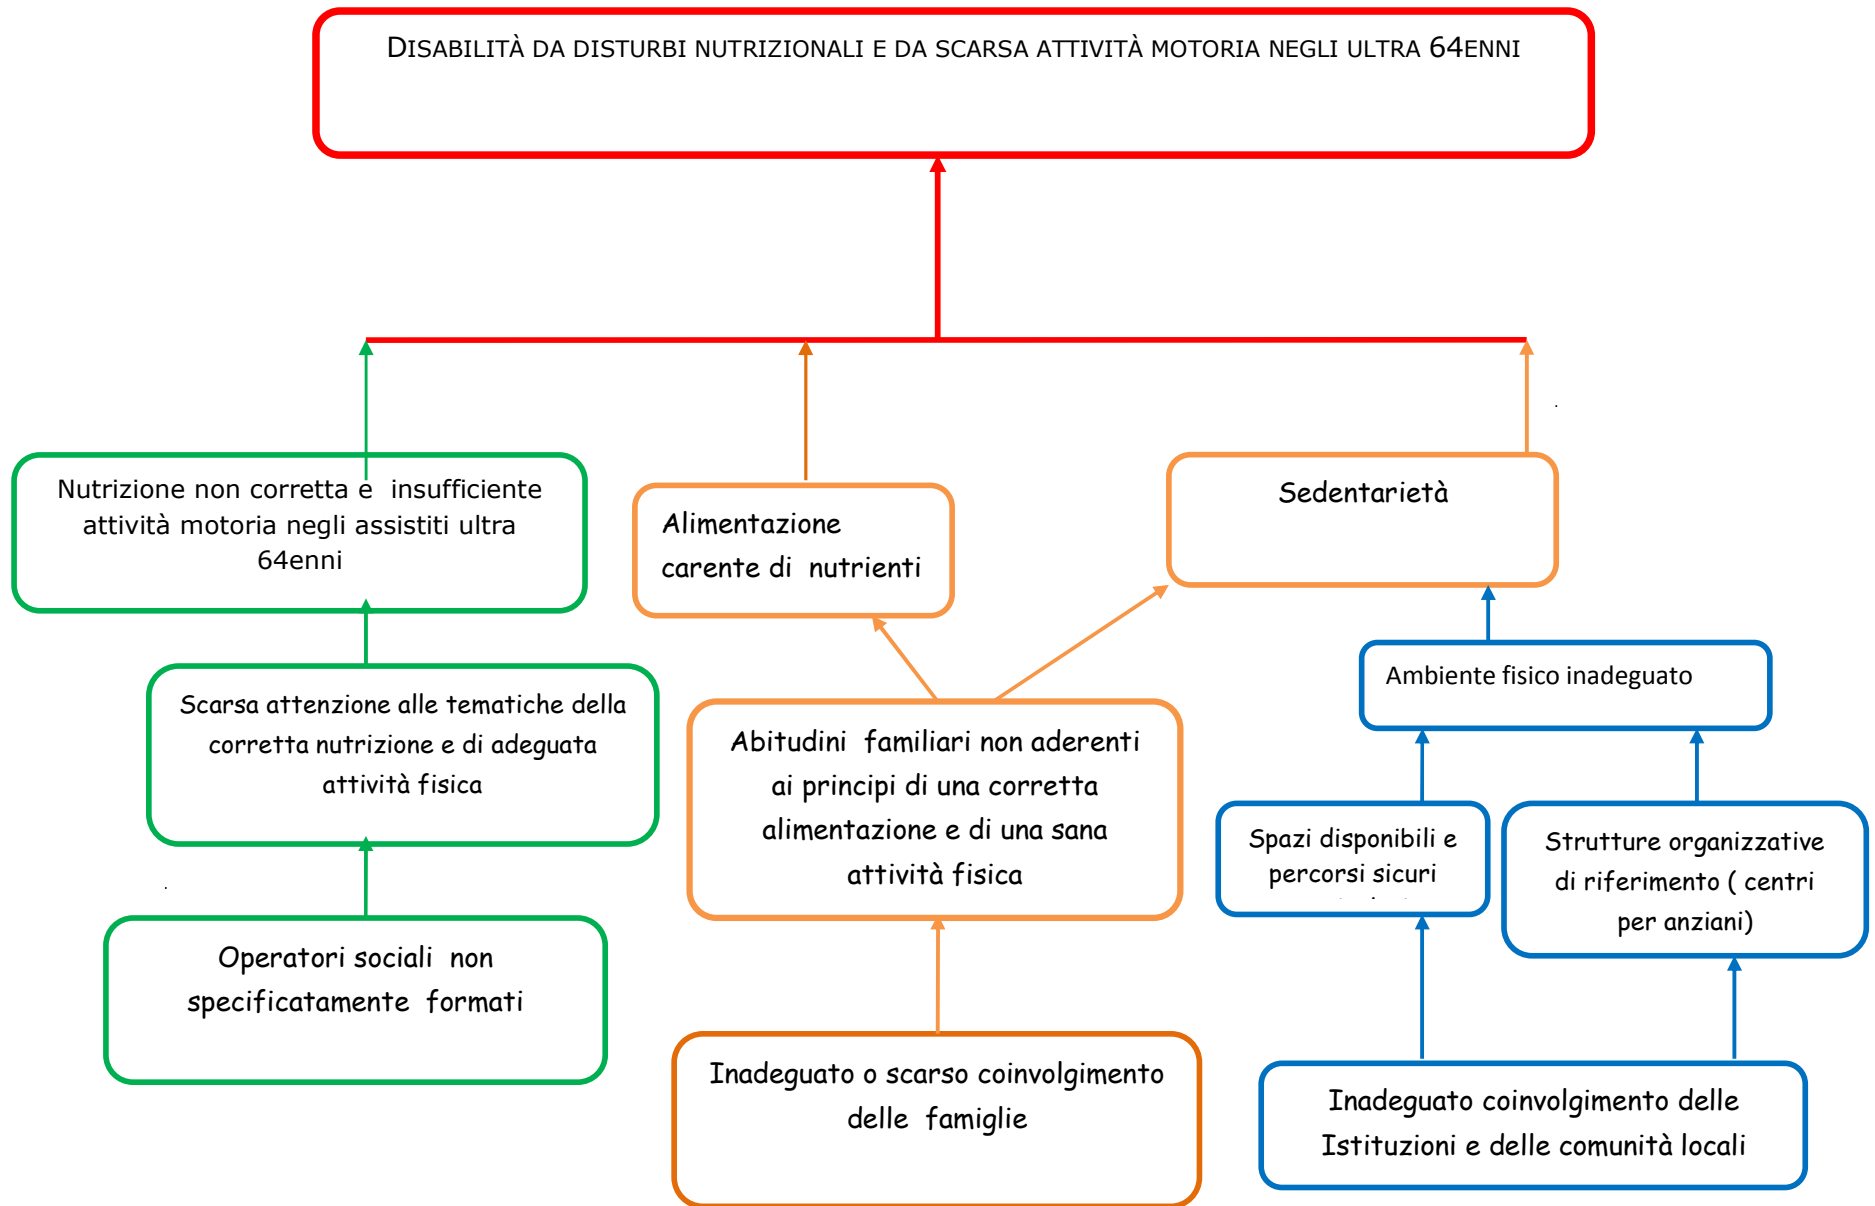 DISABILITÀ DA DISTURBI NUTRIZIONALI E DA SCARSA ATTIVITÀ MOTORIA NEGLI ULTRA 64ENNI
Nutrizione non corretta e insufficiente
attività motoria negli assistiti ultra
64enni
Alimentazione
carente di nutrienti
Sedentarietà
Scarsa attenzione alle tematiche della
corretta nutrizione e di adeguata
attività fisica
Abitudini familiari non aderenti
ai principi di una corretta
alimentazione e di una sana
attività fisica
Ambiente fisico inadeguato
Spazi disponibili e
percorsi sicuri
Strutture organizzative
di riferimento ( centri
per anziani)
Operatori sociali non
specificatamente formati
Inadeguato o scarso coinvolgimento
delle famiglie
Inadeguato coinvolgimento delle
Istituzioni e delle comunità locali